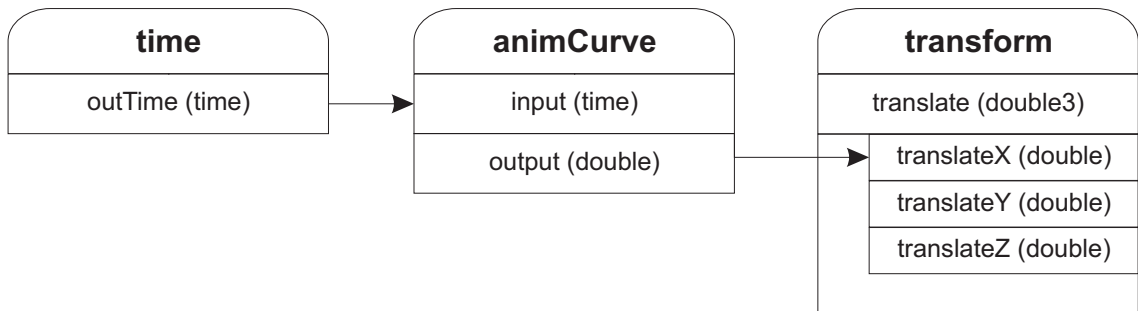 time
outTime (time)
animCurve
input (time)
output (double)
transform
translate (double3)
translateX (double)
translateY (double)
translateZ (double)